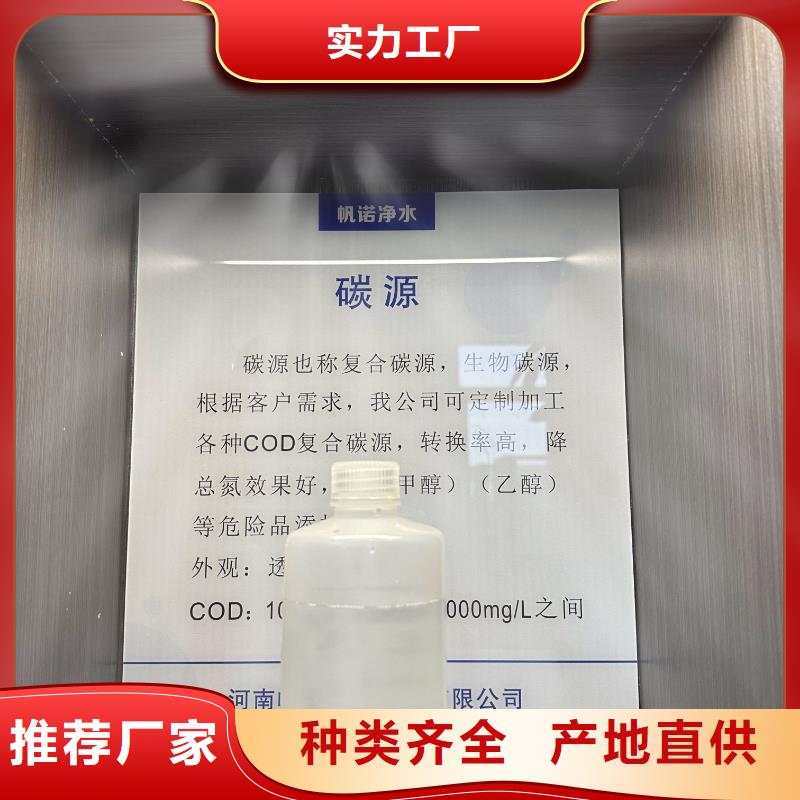 实力工厂
帆诺净水
碳源
碳源也称复合碳源，生物碳源，
根据客户需求，我公司可定制加工
各种COD复合碳源，转换率高，降
总氮效果好， 甲醇）（乙醇）
等危险品添
外观：透
COD：10 000mg/L之间
河南 有限公司
推荐厂家 种类齐全 产地直供